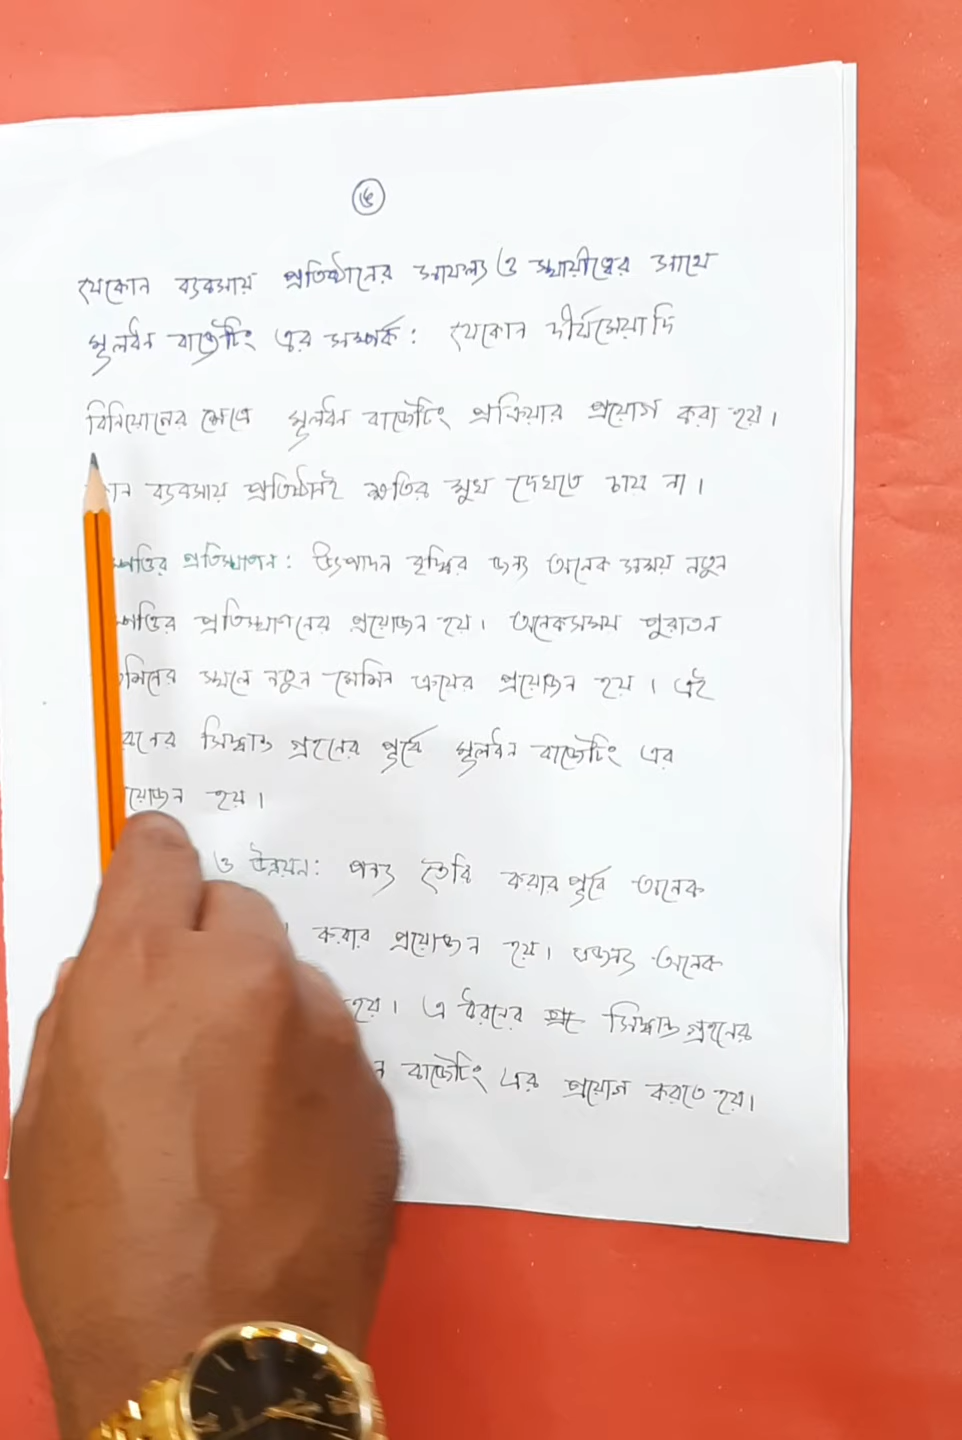 ৬
যেকোন ব্যবসায় প্রতিষ্ঠানের সাফল্য ও স্থায়ীত্বের সাথে
মূলধন বাজেটিং এর সম্পর্ক: যেকোন দীর্ঘমেয়াদি
বিনিয়োগের ক্ষেত্রে মূলধন বাজেটিং প্রক্রিয়ার প্রয়োগ করা হয়।
ব্যবসায় প্রতিষ্ঠানই ক্ষতির মুখ দেখতে চায় না।
প্রতিস্থাপন: উৎপাদন বৃদ্ধির জন্য অনেক সময় নতুন
প্রতিস্থাপনের প্রয়োজন হয়। অনেকসময় পুরাতন
স্থলে নতুন মেশিন ক্রয়ের প্রয়োজন হয়। এই
সিদ্ধান্ত গ্রহনের পূর্বে মূলধন বাজেটিং এর
হয়।
ও উন্নয়ন: পন্য তৈরি করার পূর্বে অনেক
করার প্রয়োজন হয়। এজন্য অনেক
হয়। এ ধরনের সিদ্ধান্ত গ্রহনের
বাজেটিং এর প্রয়োগ করতে হয়।